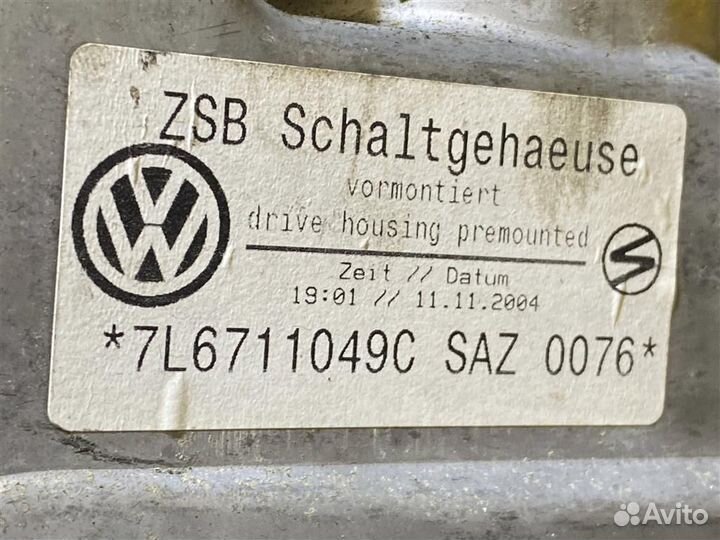 ZSB Schaltgehaeuse
vormontiert
drive housing premounted
Zeit // Datum
19:01 // 11.11.2004
*7L6711049C SAZ 0076*
Avito